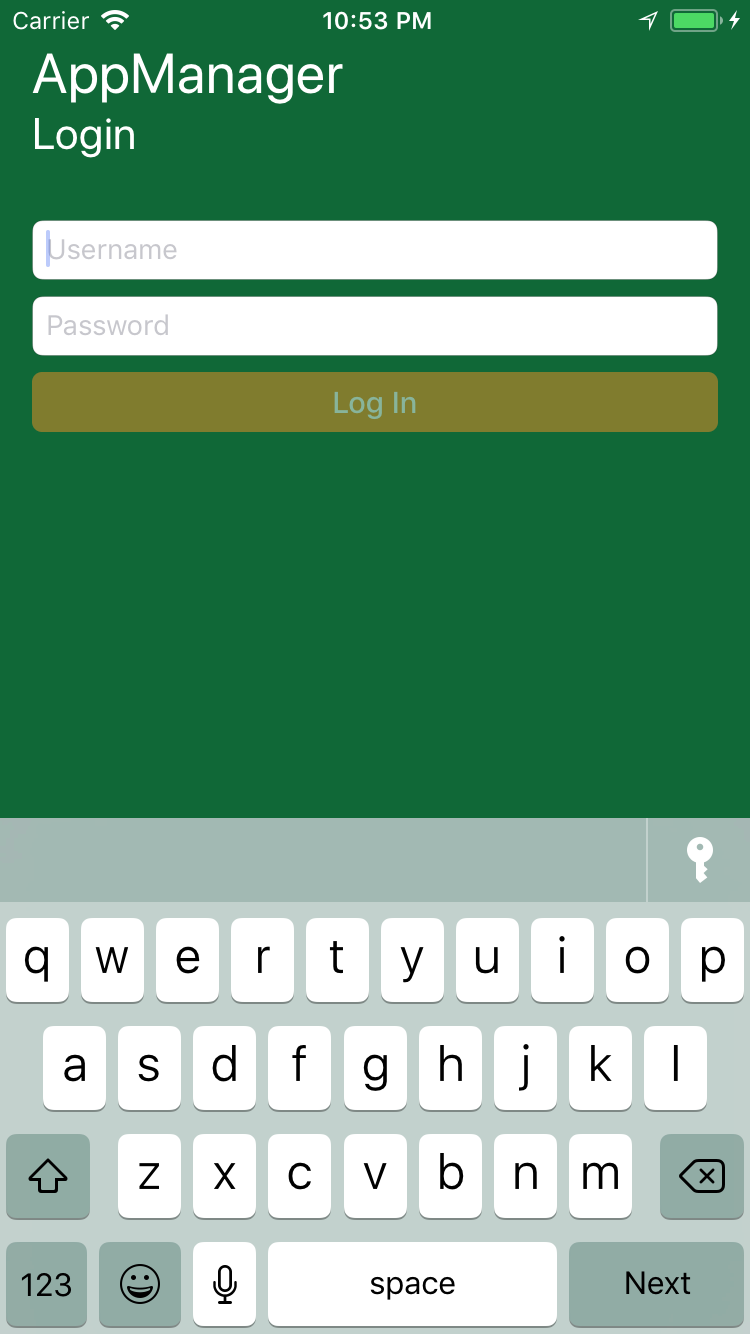 Carrier 10:53 PM
AppManager
Login
Username
Password
Log In
q w e r t y u i o p
a s d f g h j k l
z x c v b n m
123 space Next